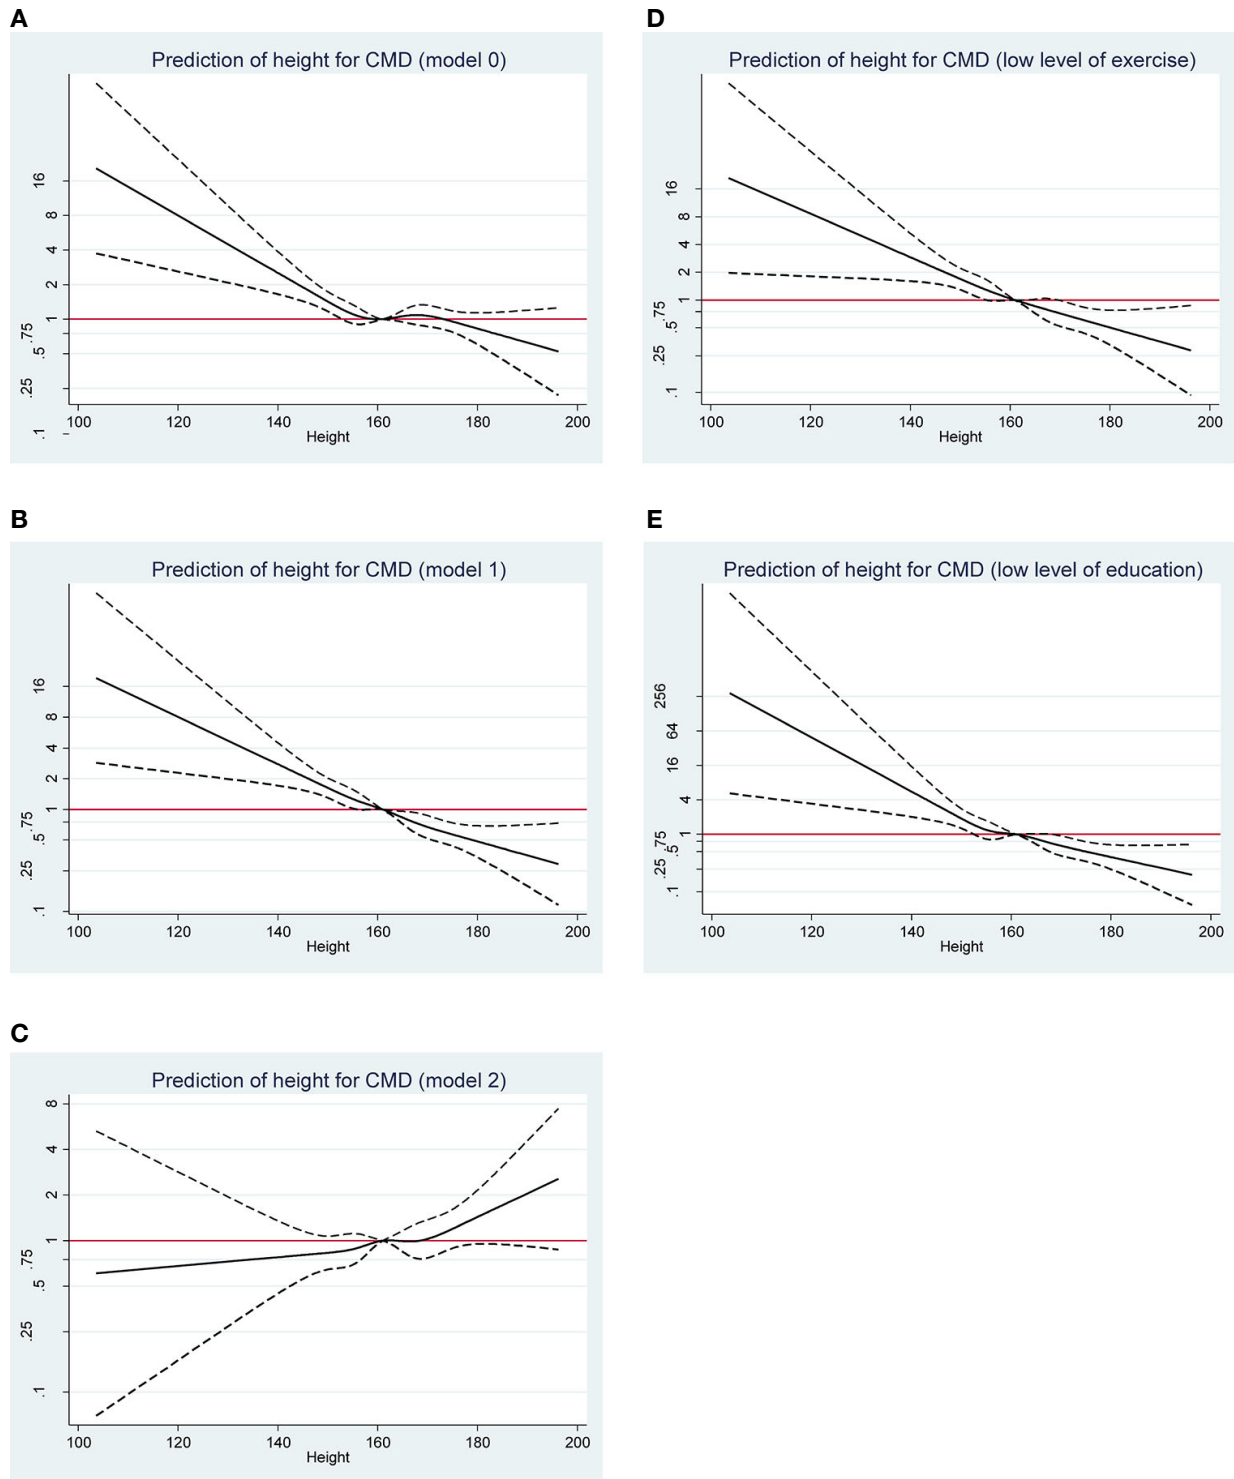 A
Prediction of height for CMD (model 0)
16
8
4
2
1
.75
.5
.25
.1
100 120 140 160 180 200
Height
D
Prediction of height for CMD (low level of exercise)
16
8
4
2
1
.75
.5
.25
.1
100 120 140 160 180 200
Height
B
Prediction of height for CMD (model 1)
16
8
4
2
1
.75
.5
.25
.1
100 120 140 160 180 200
Height
E
Prediction of height for CMD (low level of education)
256
64
16
4
1
.75
.5
.25
.1
100 120 140 160 180 200
Height
C
Prediction of height for CMD (model 2)
8
4
2
1
.75
.5
.25
.1
100 120 140 160 180 200
Height